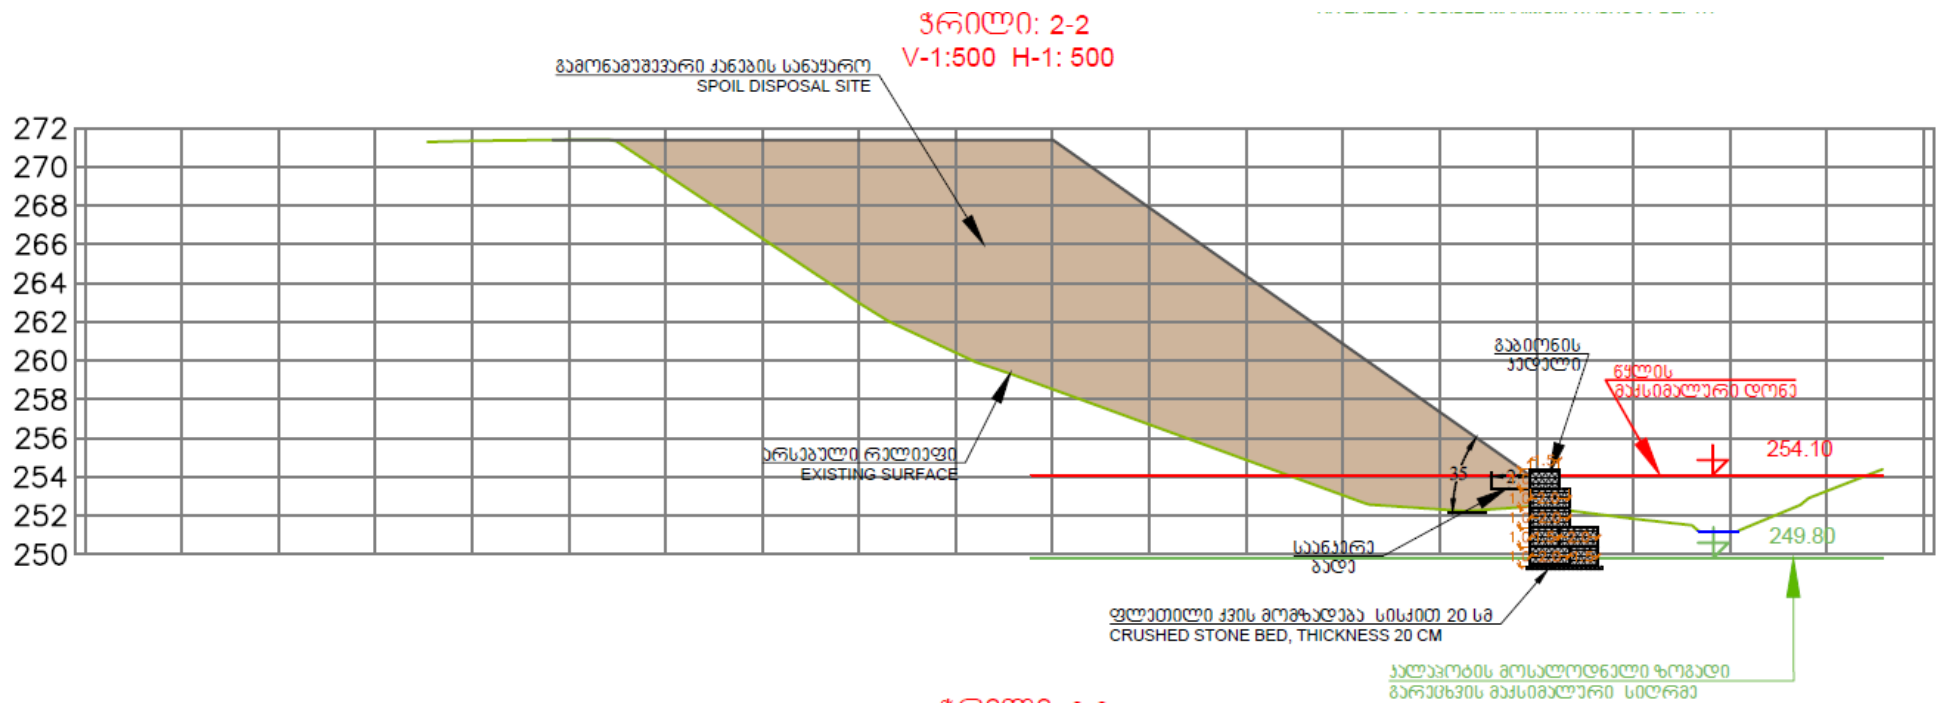 ჭრილი: 2-2
V-1:500 H-1: 500
გამონამუშევარი ქანების სანაყარო
SPOIL DISPOSAL SITE
272
270
268
266
264
262
260
258
256
254
252
250
გაბიონის
კედელი
წყლის
მაქსიმალური დონე
254.10
არსებული რელიეფი
EXISTING SURFACE
35
249.80
საანკერე
ბადე
ფლეთილი ქვის მომზადება სისქით 20 სმ
CRUSHED STONE BED, THICKNESS 20 CM
კალაპოტის მოსალოდნელი ზოგადი
გარეცხვის მაქსიმალური სიღრმე